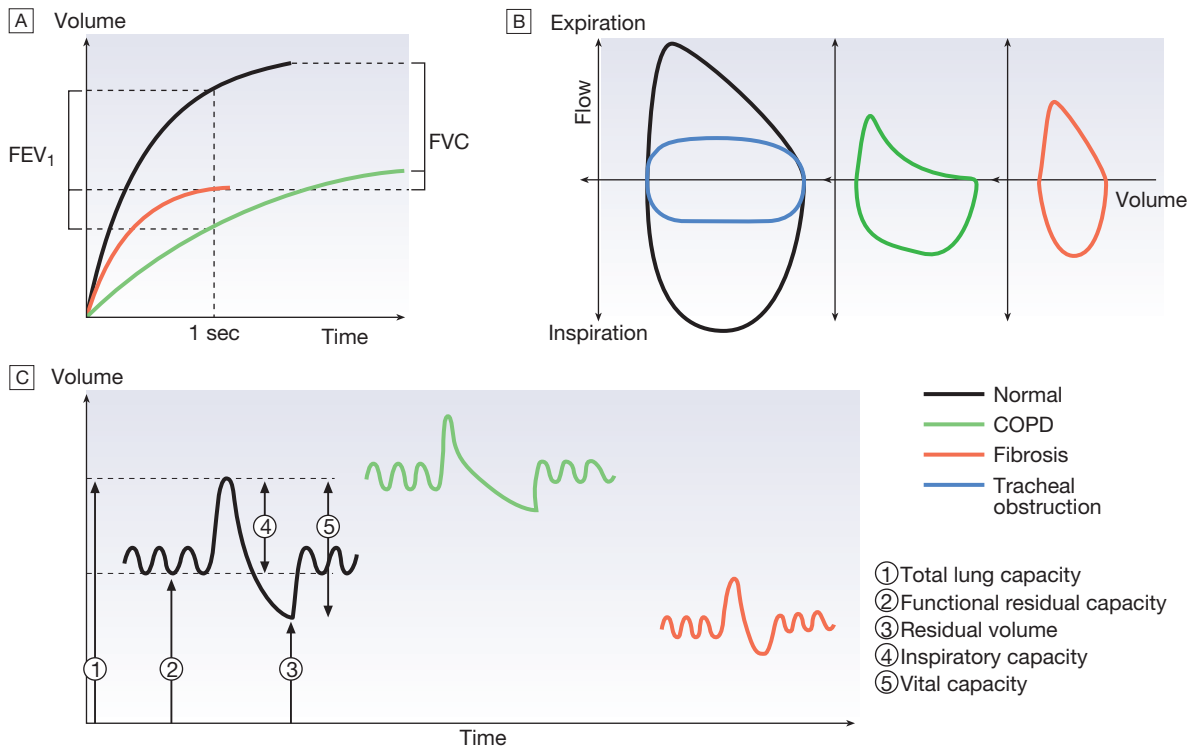 A Volume
FEV₁
FVC
1 sec
Time
B Expiration
Flow
Volume
Inspiration
C Volume
1
2
3
4
5
Time
Normal
COPD
Fibrosis
Tracheal
obstruction
① Total lung capacity
② Functional residual capacity
③ Residual volume
④ Inspiratory capacity
⑤ Vital capacity